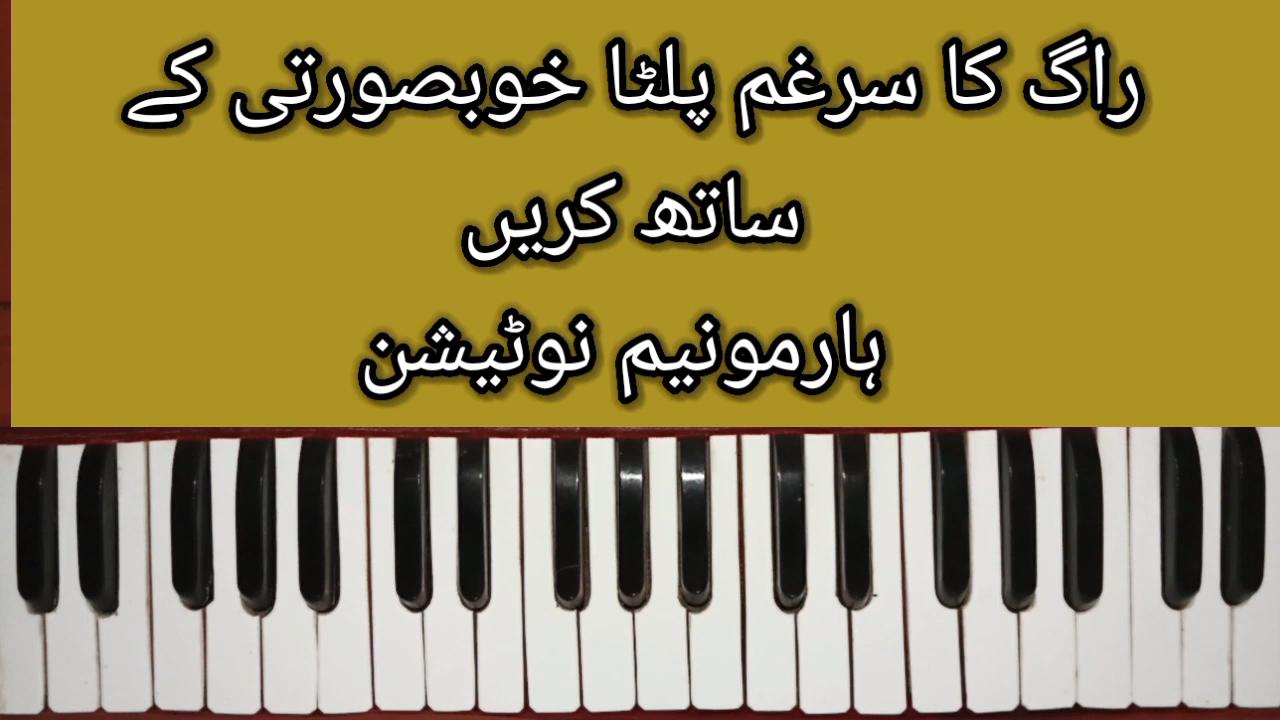 راگ کا سرغم پلٹا خوبصورتی کے
ساتھ کریں
ہارمونیم نوٹیشن